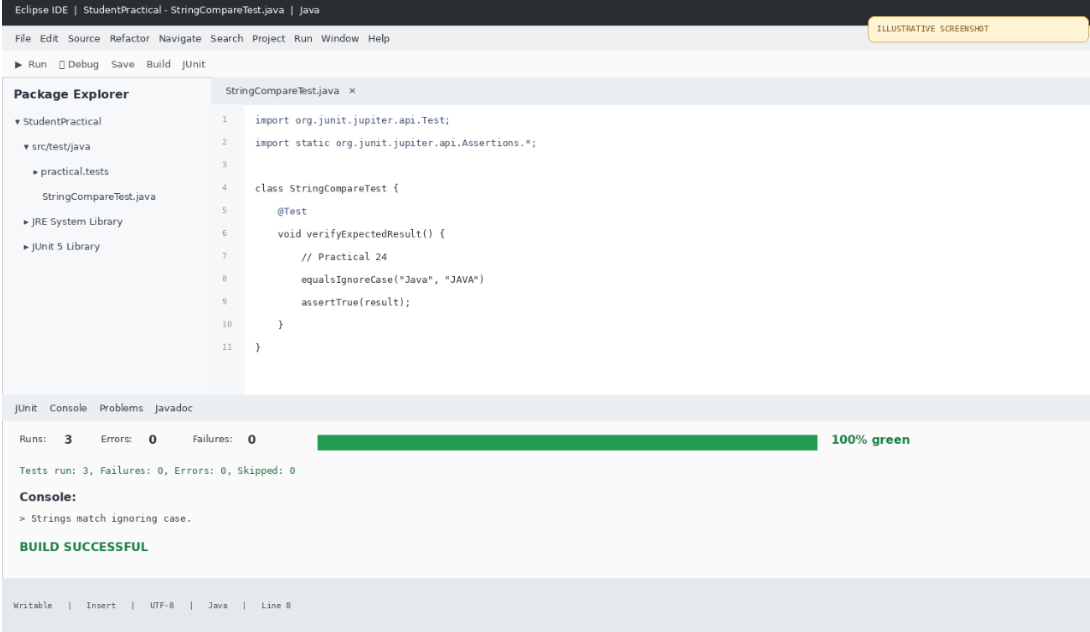 Eclipse IDE | StudentPractical - StringCompareTest.java | Java
File Edit Source Refactor Navigate Search Project Run Window Help
ILLUSTRATIVE SCREENSHOT
▶ Run ▯ Debug Save Build JUnit
Package Explorer
▾ StudentPractical
▾ src/test/java
▸ practical.tests
StringCompareTest.java
▸ JRE System Library
▸ JUnit 5 Library
StringCompareTest.java ×
1 import org.junit.jupiter.api.Test;
2 import static org.junit.jupiter.api.Assertions.*;
3
4 class StringCompareTest {
5 @Test
6 void verifyExpectedResult() {
7 // Practical 24
8 equalsIgnoreCase("Java", "JAVA")
9 assertTrue(result);
10 }
11 }
JUnit Console Problems Javadoc
Runs: 3 Errors: 0 Failures: 0 100% green
Tests run: 3, Failures: 0, Errors: 0, Skipped: 0
Console:
> Strings match ignoring case.
BUILD SUCCESSFUL
Writable | Insert | UTF-8 | Java | Line 8